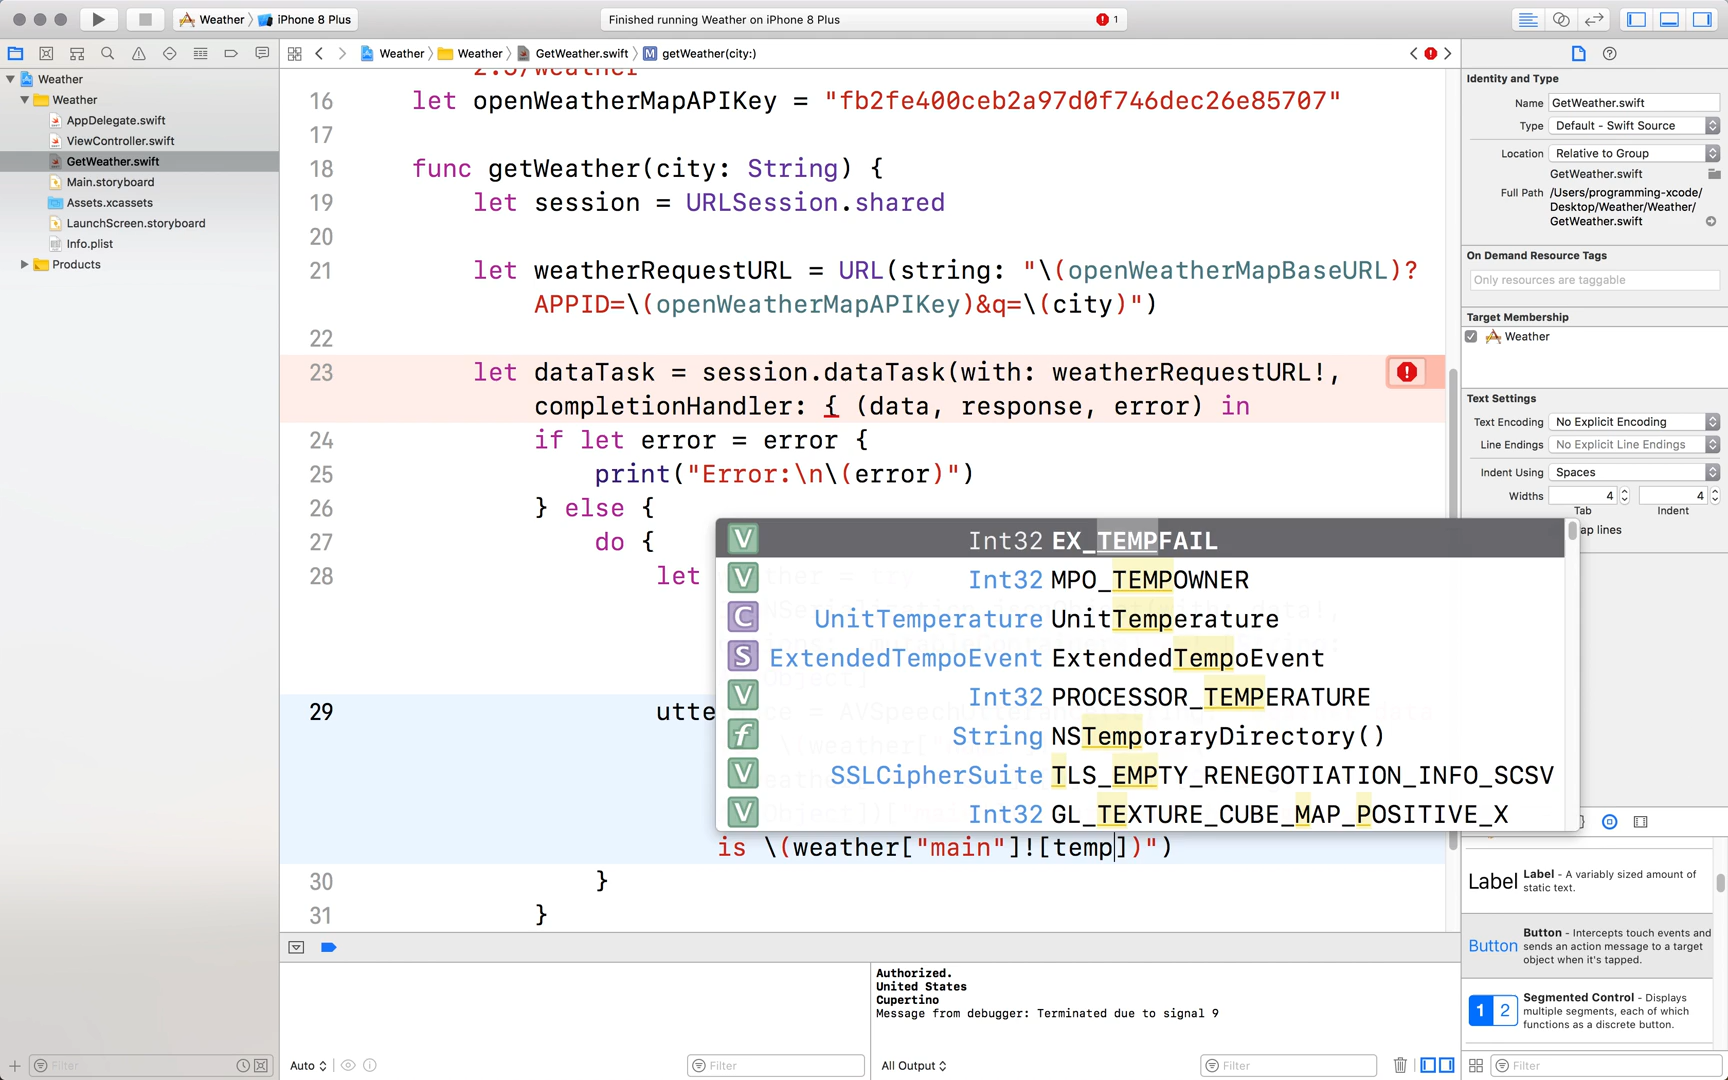 Weather iPhone 8 Plus
Finished running Weather on iPhone 8 Plus
1
Weather Weather GetWeather.swift M getWeather(city:)
Weather
Weather
AppDelegate.swift
ViewController.swift
GetWeather.swift
Main.storyboard
Assets.xcassets
LaunchScreen.storyboard
Info.plist
Products
16 let openWeatherMapAPIKey = "fb2fe400ceb2a97d0f746dec26e85707"
17
18 func getWeather(city: String) {
19 let session = URLSession.shared
20
21 let weatherRequestURL = URL(string: "\(openWeatherMapBaseURL)?
APPID=\(openWeatherMapAPIKey)&q=\(city)")
22
23 let dataTask = session.dataTask(with: weatherRequestURL!,
completionHandler: { (data, response, error) in
24 if let error = error {
25 print("Error:\n\(error)")
26 } else {
27 do {
28 let
29 utte
is \(weather["main"]![temp])")
30 }
31 }
V Int32 EX_TEMPFAIL
V Int32 MPO_TEMPOWNER
C UnitTemperature UnitTemperature
S ExtendedTempoEvent ExtendedTempoEvent
V Int32 PROCESSOR_TEMPERATURE
f String NSTemporaryDirectory()
V SSLCipherSuite TLS_EMPTY_RENEGOTIATION_INFO_SCSV
V Int32 GL_TEXTURE_CUBE_MAP_POSITIVE_X
Authorized.
United States
Cupertino
Message from debugger: Terminated due to signal 9
Filter
Auto
Filter
All Output
Filter
Identity and Type
Name GetWeather.swift
Type Default - Swift Source
Location Relative to Group
GetWeather.swift
Full Path /Users/programming-xcode/
Desktop/Weather/Weather/
GetWeather.swift
On Demand Resource Tags
Only resources are taggable
Target Membership
Weather
Text Settings
Text Encoding No Explicit Encoding
Line Endings No Explicit Line Endings
Indent Using Spaces
Widths 4 4
Tab Indent
ap lines
Label Label - A variably sized amount of
static text.
Button Button - Intercepts touch events and
sends an action message to a target
object when it's tapped.
1 2 Segmented Control - Displays
multiple segments, each of which
functions as a discrete button.
Filter